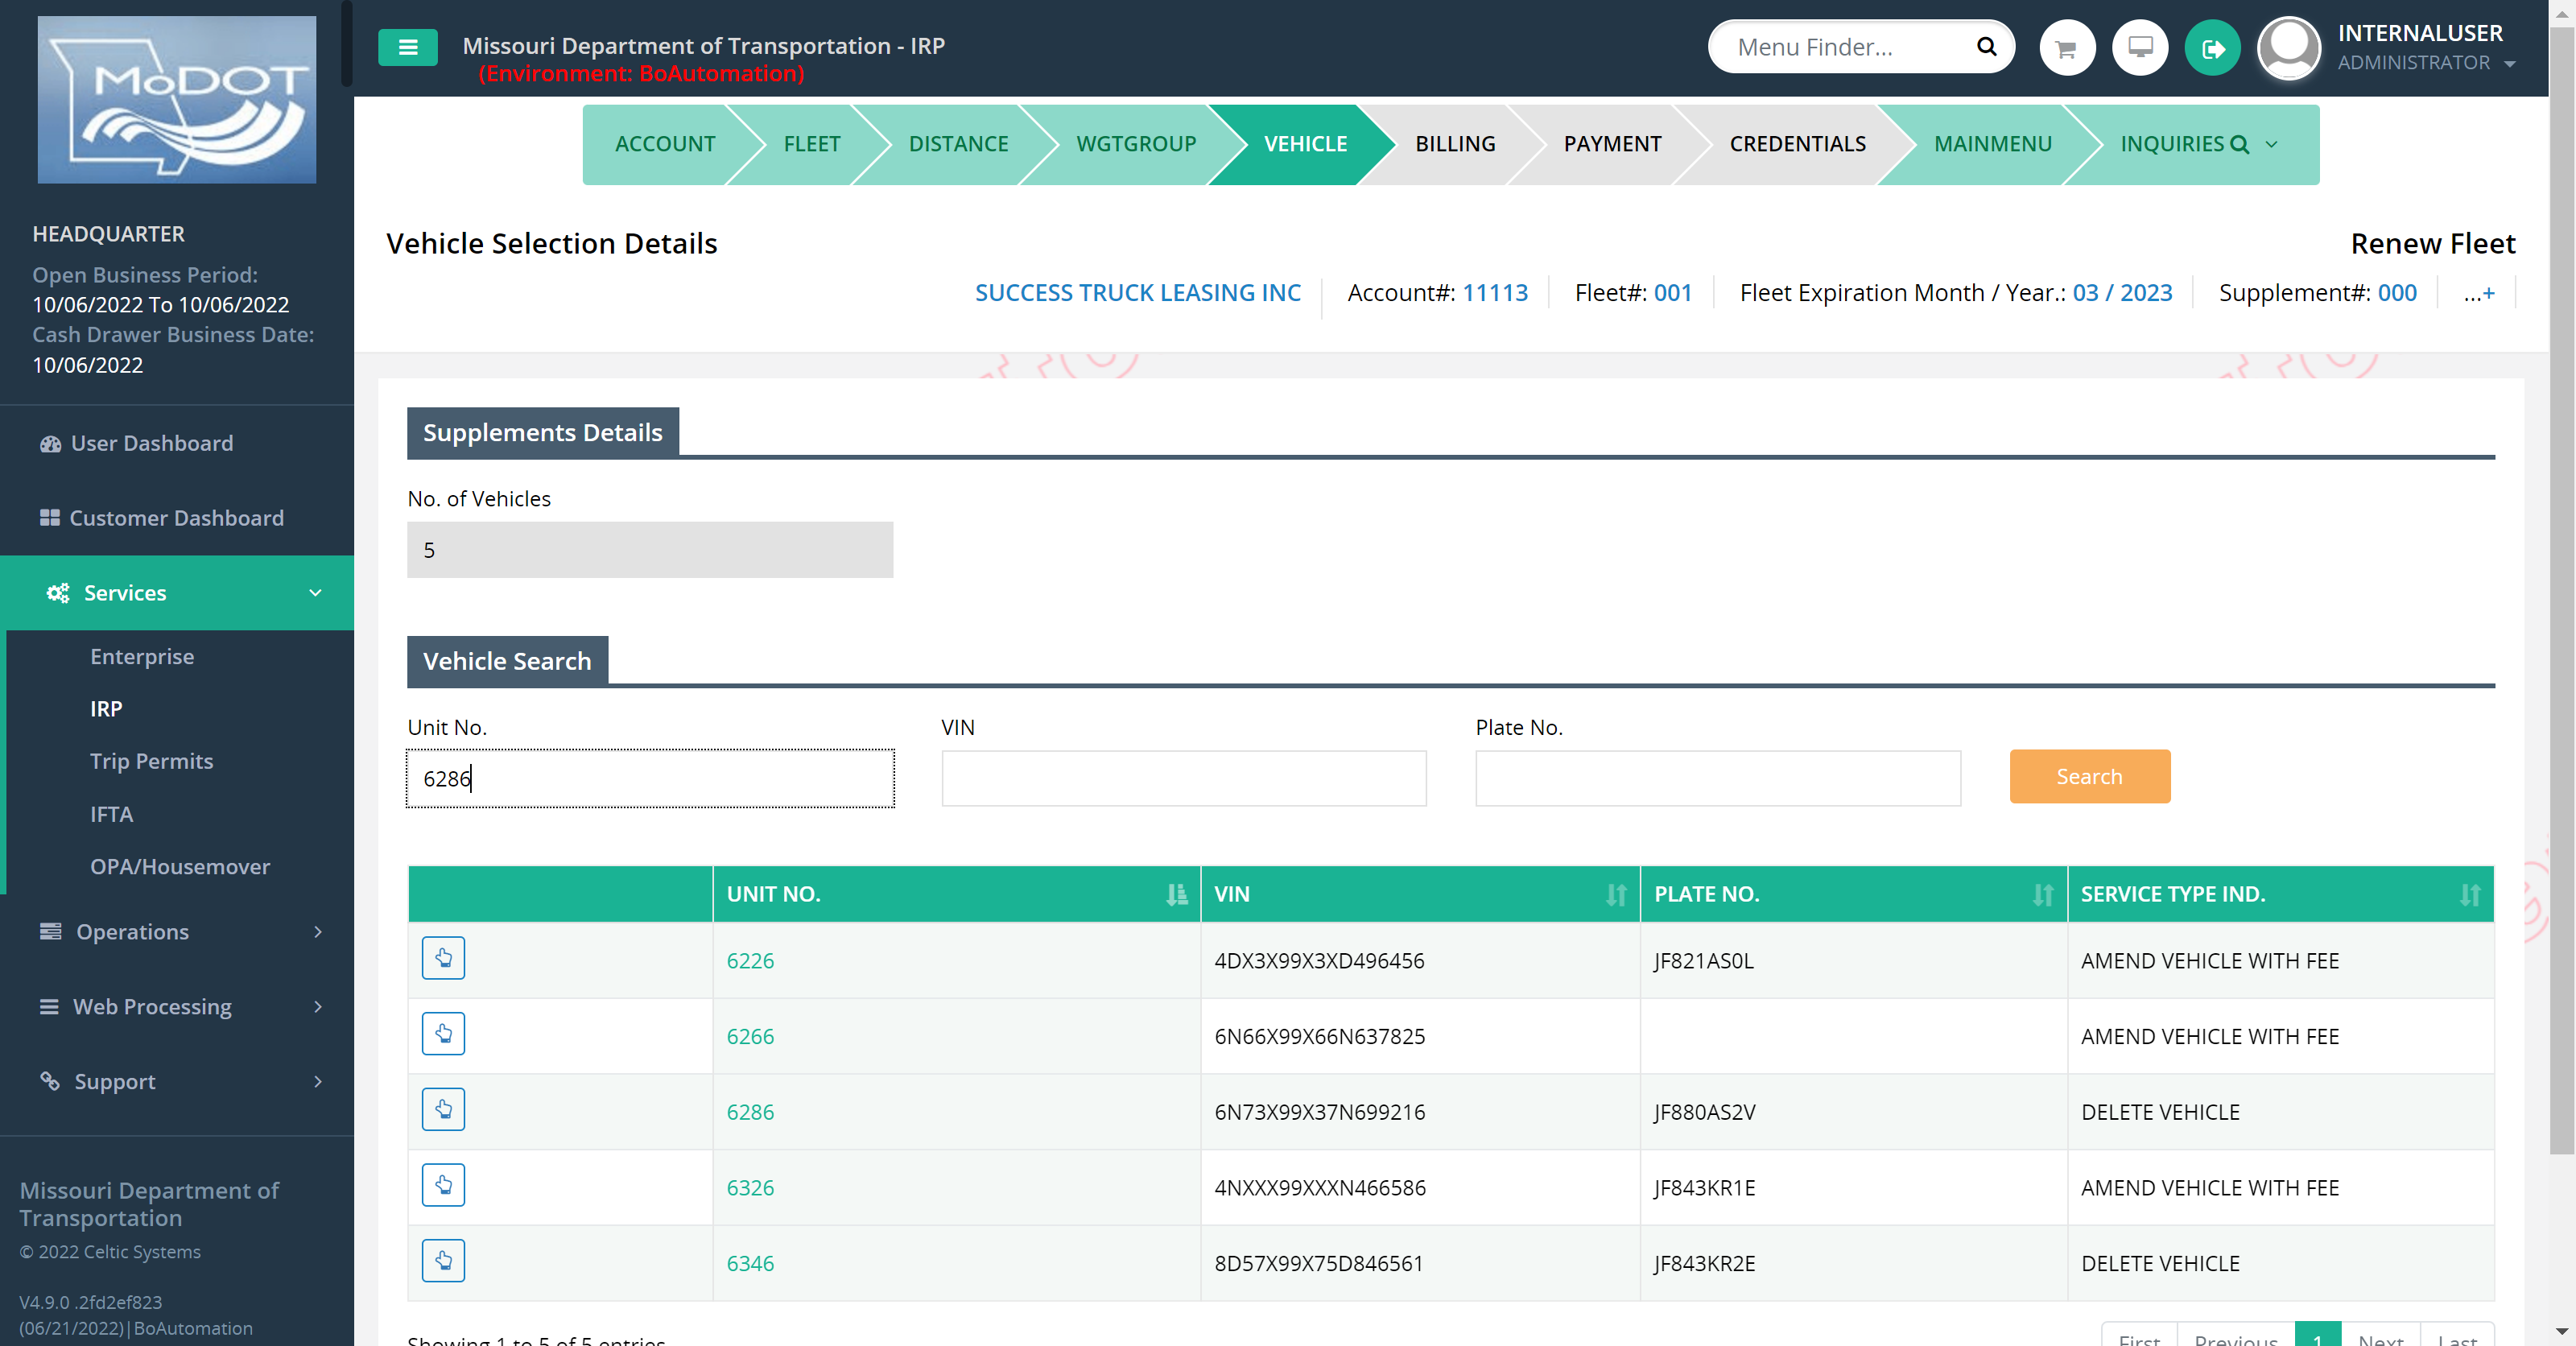 MoDOT
Missouri Department of Transportation - IRP
(Environment: BoAutomation)
Menu Finder...
INTERNALUSER
ADMINISTRATOR
ACCOUNT
FLEET
DISTANCE
WGTGROUP
VEHICLE
BILLING
PAYMENT
CREDENTIALS
MAINMENU
INQUIRIES
HEADQUARTER
Open Business Period:
10/06/2022 To 10/06/2022
Cash Drawer Business Date:
10/06/2022
User Dashboard
Customer Dashboard
Services
Enterprise
IRP
Trip Permits
IFTA
OPA/Housemover
Operations
Web Processing
Support
Missouri Department of
Transportation
© 2022 Celtic Systems
V4.9.0 .2fd2ef823
(06/21/2022)|BoAutomation
Vehicle Selection Details
Renew Fleet
SUCCESS TRUCK LEASING INC Account#: 11113 Fleet#: 001 Fleet Expiration Month / Year.: 03 / 2023 Supplement#: 000 ...+
Supplements Details
No. of Vehicles
5
Vehicle Search
Unit No. VIN Plate No.
6286
Search
UNIT NO. VIN PLATE NO. SERVICE TYPE IND.
6226 4DX3X99X3XD496456 JF821AS0L AMEND VEHICLE WITH FEE
6266 6N66X99X66N637825 AMEND VEHICLE WITH FEE
6286 6N73X99X37N699216 JF880AS2V DELETE VEHICLE
6326 4NXXX99XXXN466586 JF843KR1E AMEND VEHICLE WITH FEE
6346 8D57X99X75D846561 JF843KR2E DELETE VEHICLE
Showing 1 to 5 of 5 entries
First Previous 1 Next Last